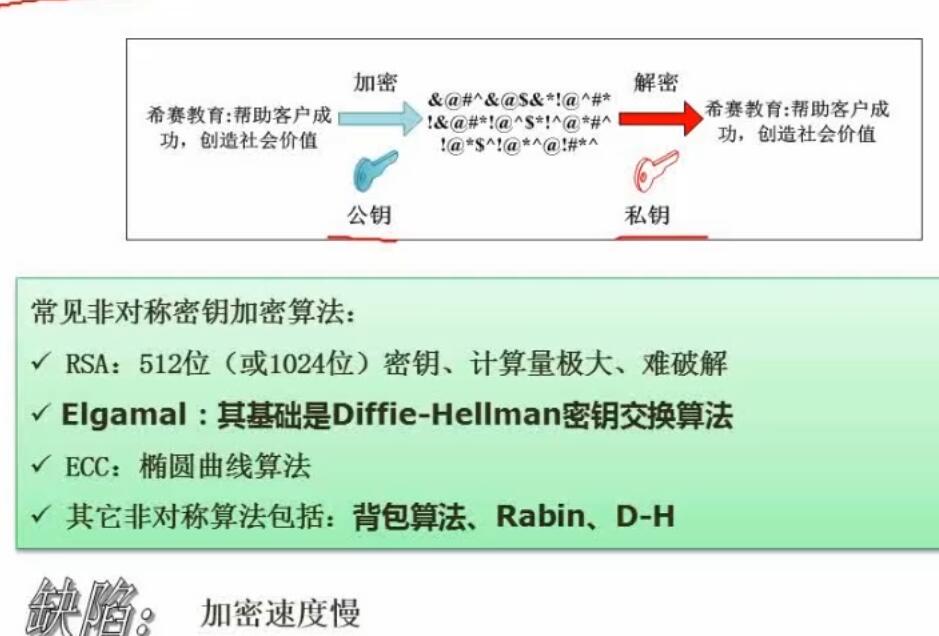 加密
解密
希赛教育:帮助客户成
功，创造社会价值
&@#^&@$&*!@^#*
!&@#*!@^$*!^@*#^
!@*$^!@*^@!#*^
希赛教育:帮助客户成
功，创造社会价值
公钥
私钥
常见非对称密钥加密算法：
✓ RSA：512位（或1024位）密钥、计算量极大、难破解
✓ Elgamal：其基础是Diffie-Hellman密钥交换算法
✓ ECC：椭圆曲线算法
✓ 其它非对称算法包括：背包算法、Rabin、D-H
缺陷： 加密速度慢